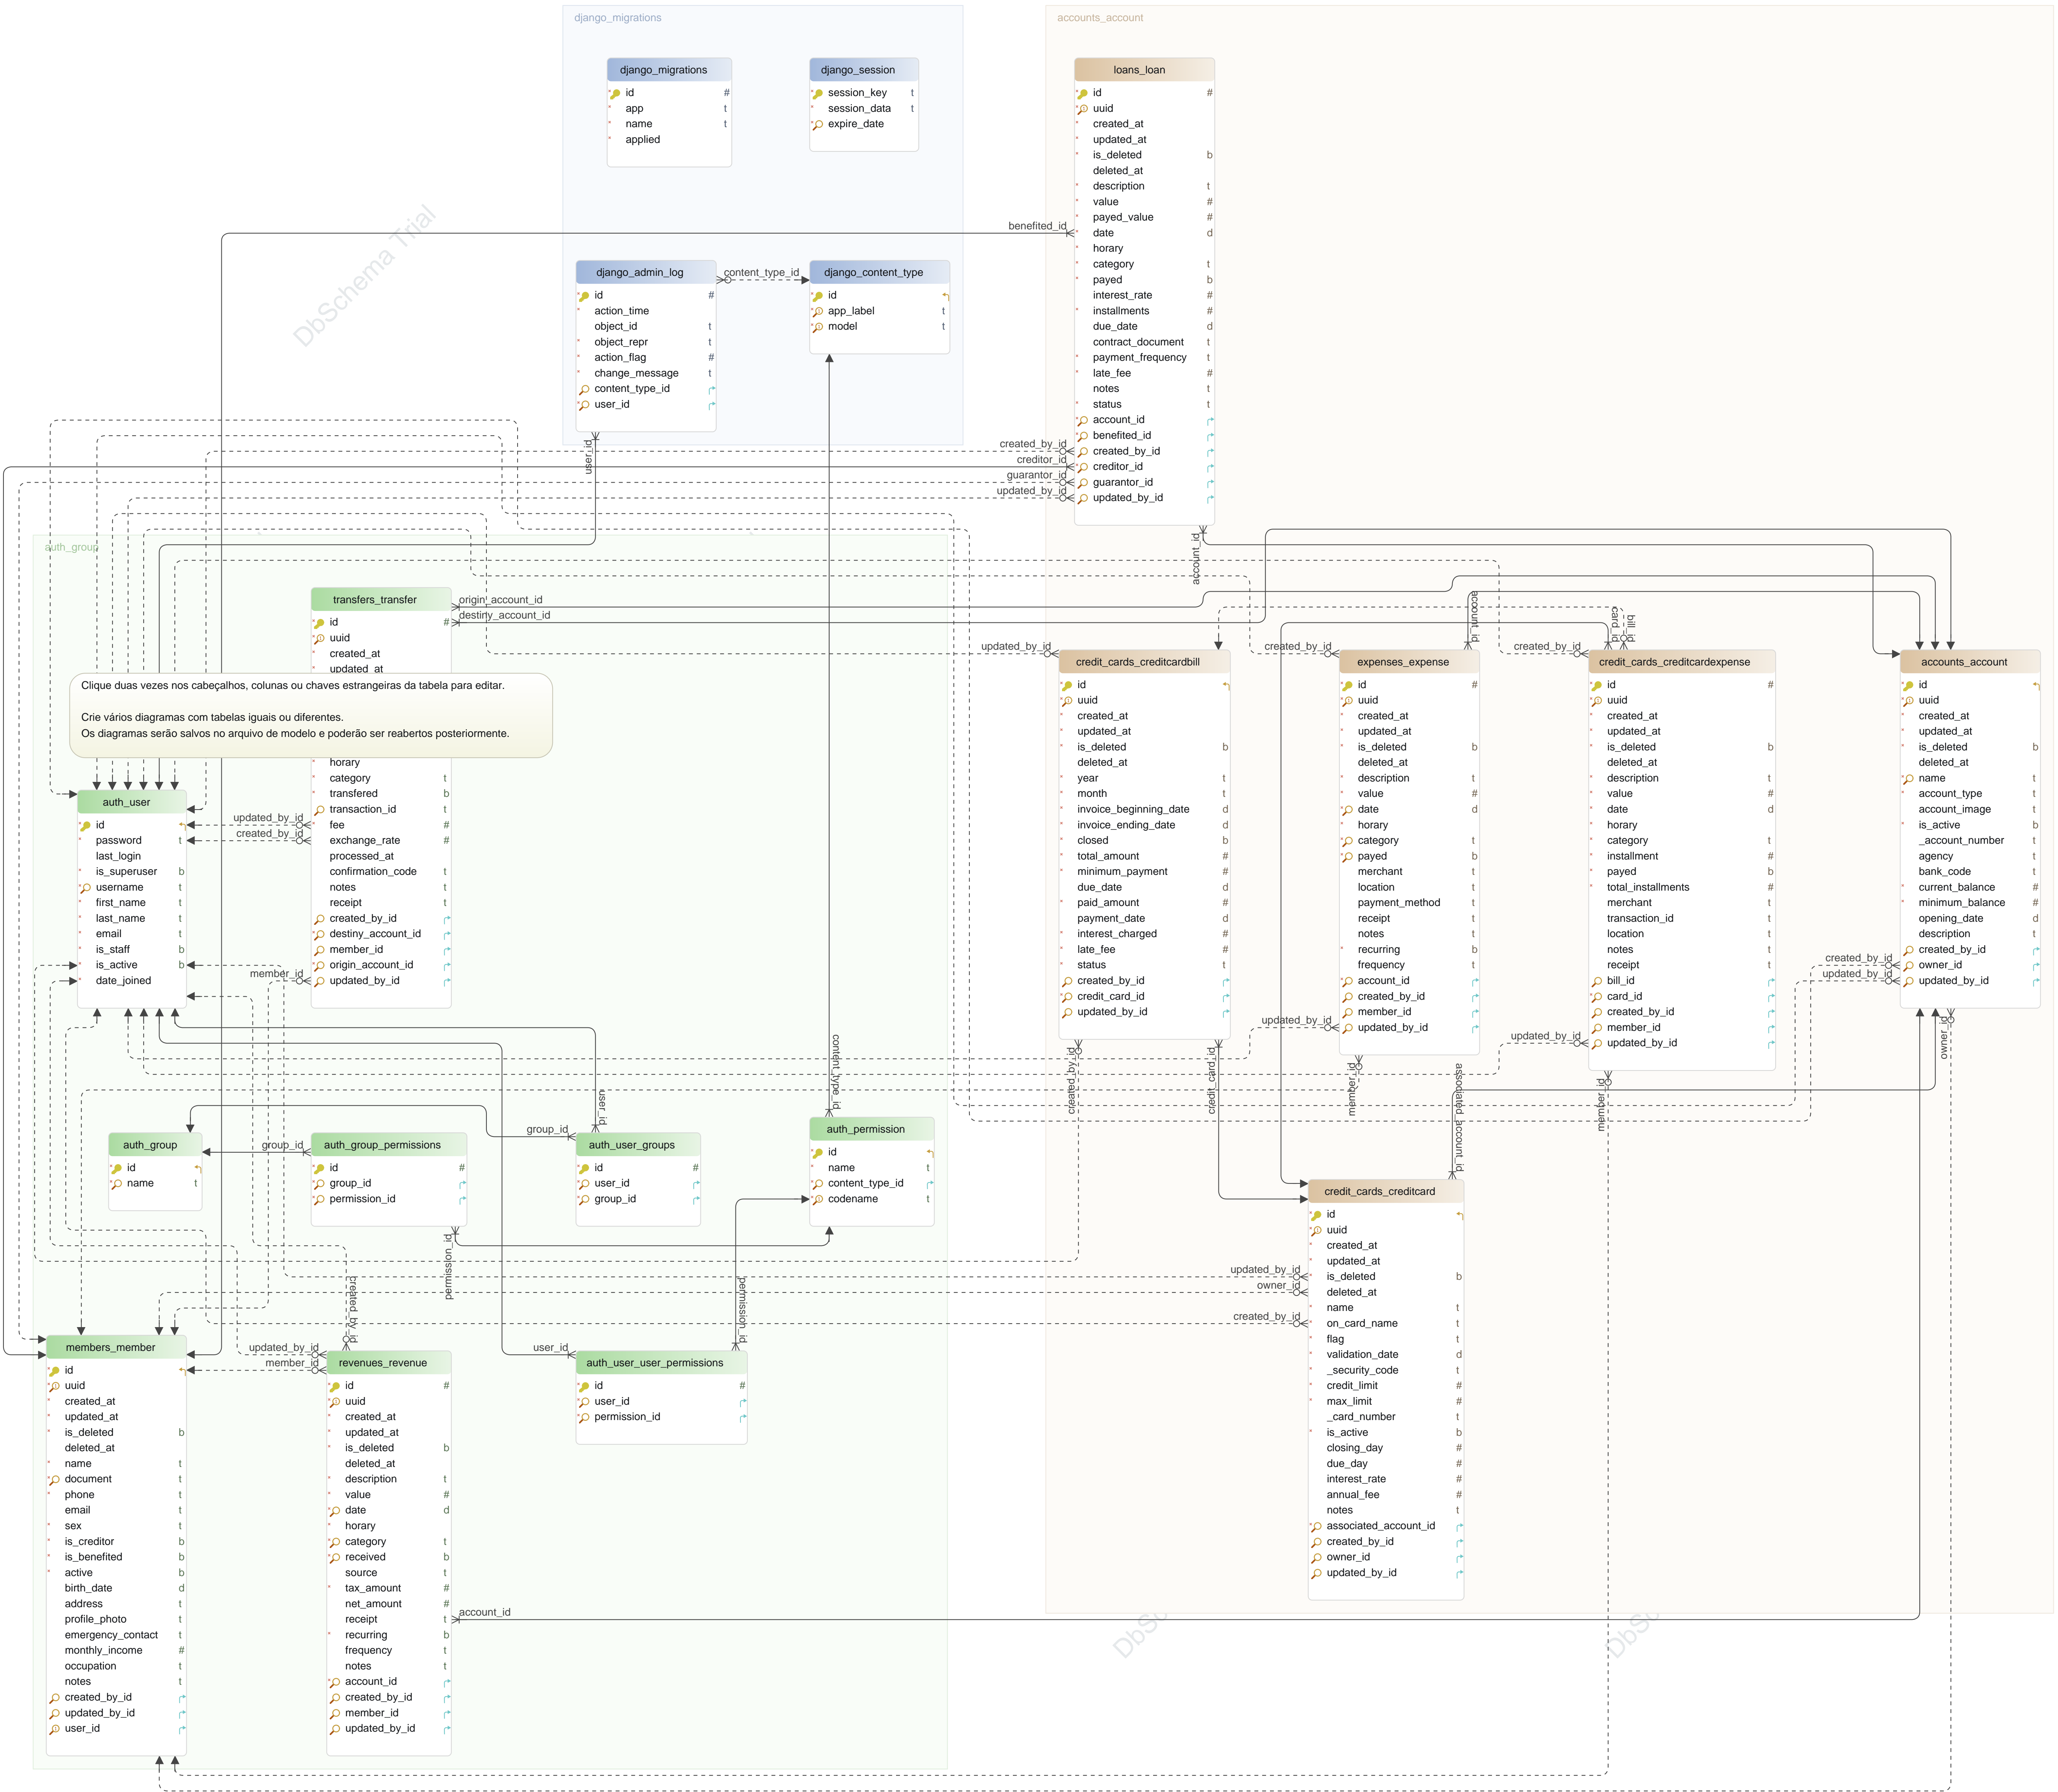 django_migrations
accounts_account
django_migrations
id #
app t
name t
applied
django_session
session_key t
session_data t
expire_date
loans_loan
id #
uuid
created_at
updated_at
is_deleted b
deleted_at
description t
value #
payed_value #
date d
horary
category t
payed b
interest_rate #
installments #
due_date d
contract_document t
payment_frequency t
late_fee #
notes t
status t
account_id
benefited_id
created_by_id
creditor_id
guarantor_id
updated_by_id
DbSchema Trial
benefited_id
django_admin_log
id #
action_time
object_id t
object_repr t
action_flag #
change_message t
content_type_id
user_id
content_type_id
django_content_type
id
app_label t
model t
user_id
created_by_id
creditor_id
guarantor_id
updated_by_id
account_id
auth_group
transfers_transfer
id #
uuid
created_at
updated_at
origin_account_id
destiny_account_id
Clique duas vezes nos cabeçalhos, colunas ou chaves estrangeiras da tabela para editar.
Crie vários diagramas com tabelas iguais ou diferentes.
Os diagramas serão salvos no arquivo de modelo e poderão ser reabertos posteriormente.
horary
category t
transfered b
transaction_id t
fee #
exchange_rate #
processed_at
confirmation_code t
notes t
receipt t
created_by_id
destiny_account_id
member_id
origin_account_id
updated_by_id
auth_user
id
password t
last_login
is_superuser b
username t
first_name t
last_name t
email t
is_staff b
is_active b
date_joined
updated_by_id
created_by_id
member_id
updated_by_id
credit_cards_creditcardbill
id
uuid
created_at
updated_at
is_deleted b
deleted_at
year t
month t
invoice_beginning_date d
invoice_ending_date d
closed b
total_amount #
minimum_payment #
due_date d
paid_amount #
payment_date d
interest_charged #
late_fee #
status t
created_by_id
credit_card_id
updated_by_id
created_by_id
account_id
expenses_expense
id #
uuid
created_at
updated_at
is_deleted b
deleted_at
description t
value #
date d
horary
category t
payed b
merchant t
location t
payment_method t
receipt t
notes t
recurring b
frequency t
account_id
created_by_id
member_id
updated_by_id
created_by_id
card_id
bill_id
credit_cards_creditcardexpense
id #
uuid
created_at
updated_at
is_deleted b
deleted_at
description t
value #
date d
horary
category t
installment #
payed b
total_installments #
merchant t
transaction_id t
location t
notes t
receipt t
bill_id
card_id
created_by_id
member_id
updated_by_id
accounts_account
id
uuid
created_at
updated_at
is_deleted b
deleted_at
name t
account_type t
account_image t
is_active b
_account_number t
agency t
bank_code t
current_balance #
minimum_balance #
opening_date d
description t
created_by_id
owner_id
updated_by_id
created_by_id
updated_by_id
updated_by_id
updated_by_id
created_by_id
credit_card_id
member_id
associated_account_id
member_id
owner_id
content_type_id
user_id
auth_group
id
name t
group_id
auth_group_permissions
id #
group_id
permission_id
group_id
auth_user_groups
id #
user_id
group_id
auth_permission
id
name t
content_type_id
codename t
permission_id
created_by_id
permission_id
credit_cards_creditcard
id
uuid
created_at
updated_at
is_deleted b
deleted_at
name t
on_card_name t
flag t
validation_date d
_security_code t
credit_limit #
max_limit #
_card_number t
is_active b
closing_day #
due_day #
interest_rate #
annual_fee #
notes t
associated_account_id
created_by_id
owner_id
updated_by_id
updated_by_id
owner_id
created_by_id
members_member
id
uuid
created_at
updated_at
is_deleted b
deleted_at
name t
document t
phone t
email t
sex t
is_creditor b
is_benefited b
active b
birth_date d
address t
profile_photo t
emergency_contact t
monthly_income #
occupation t
notes t
created_by_id
updated_by_id
user_id
updated_by_id
member_id
revenues_revenue
id #
uuid
created_at
updated_at
is_deleted b
deleted_at
description t
value #
date d
horary
category t
received b
source t
tax_amount #
net_amount #
receipt t
recurring b
frequency t
notes t
account_id
created_by_id
member_id
updated_by_id
user_id
auth_user_user_permissions
id #
user_id
permission_id
account_id
DbSc
DbSc